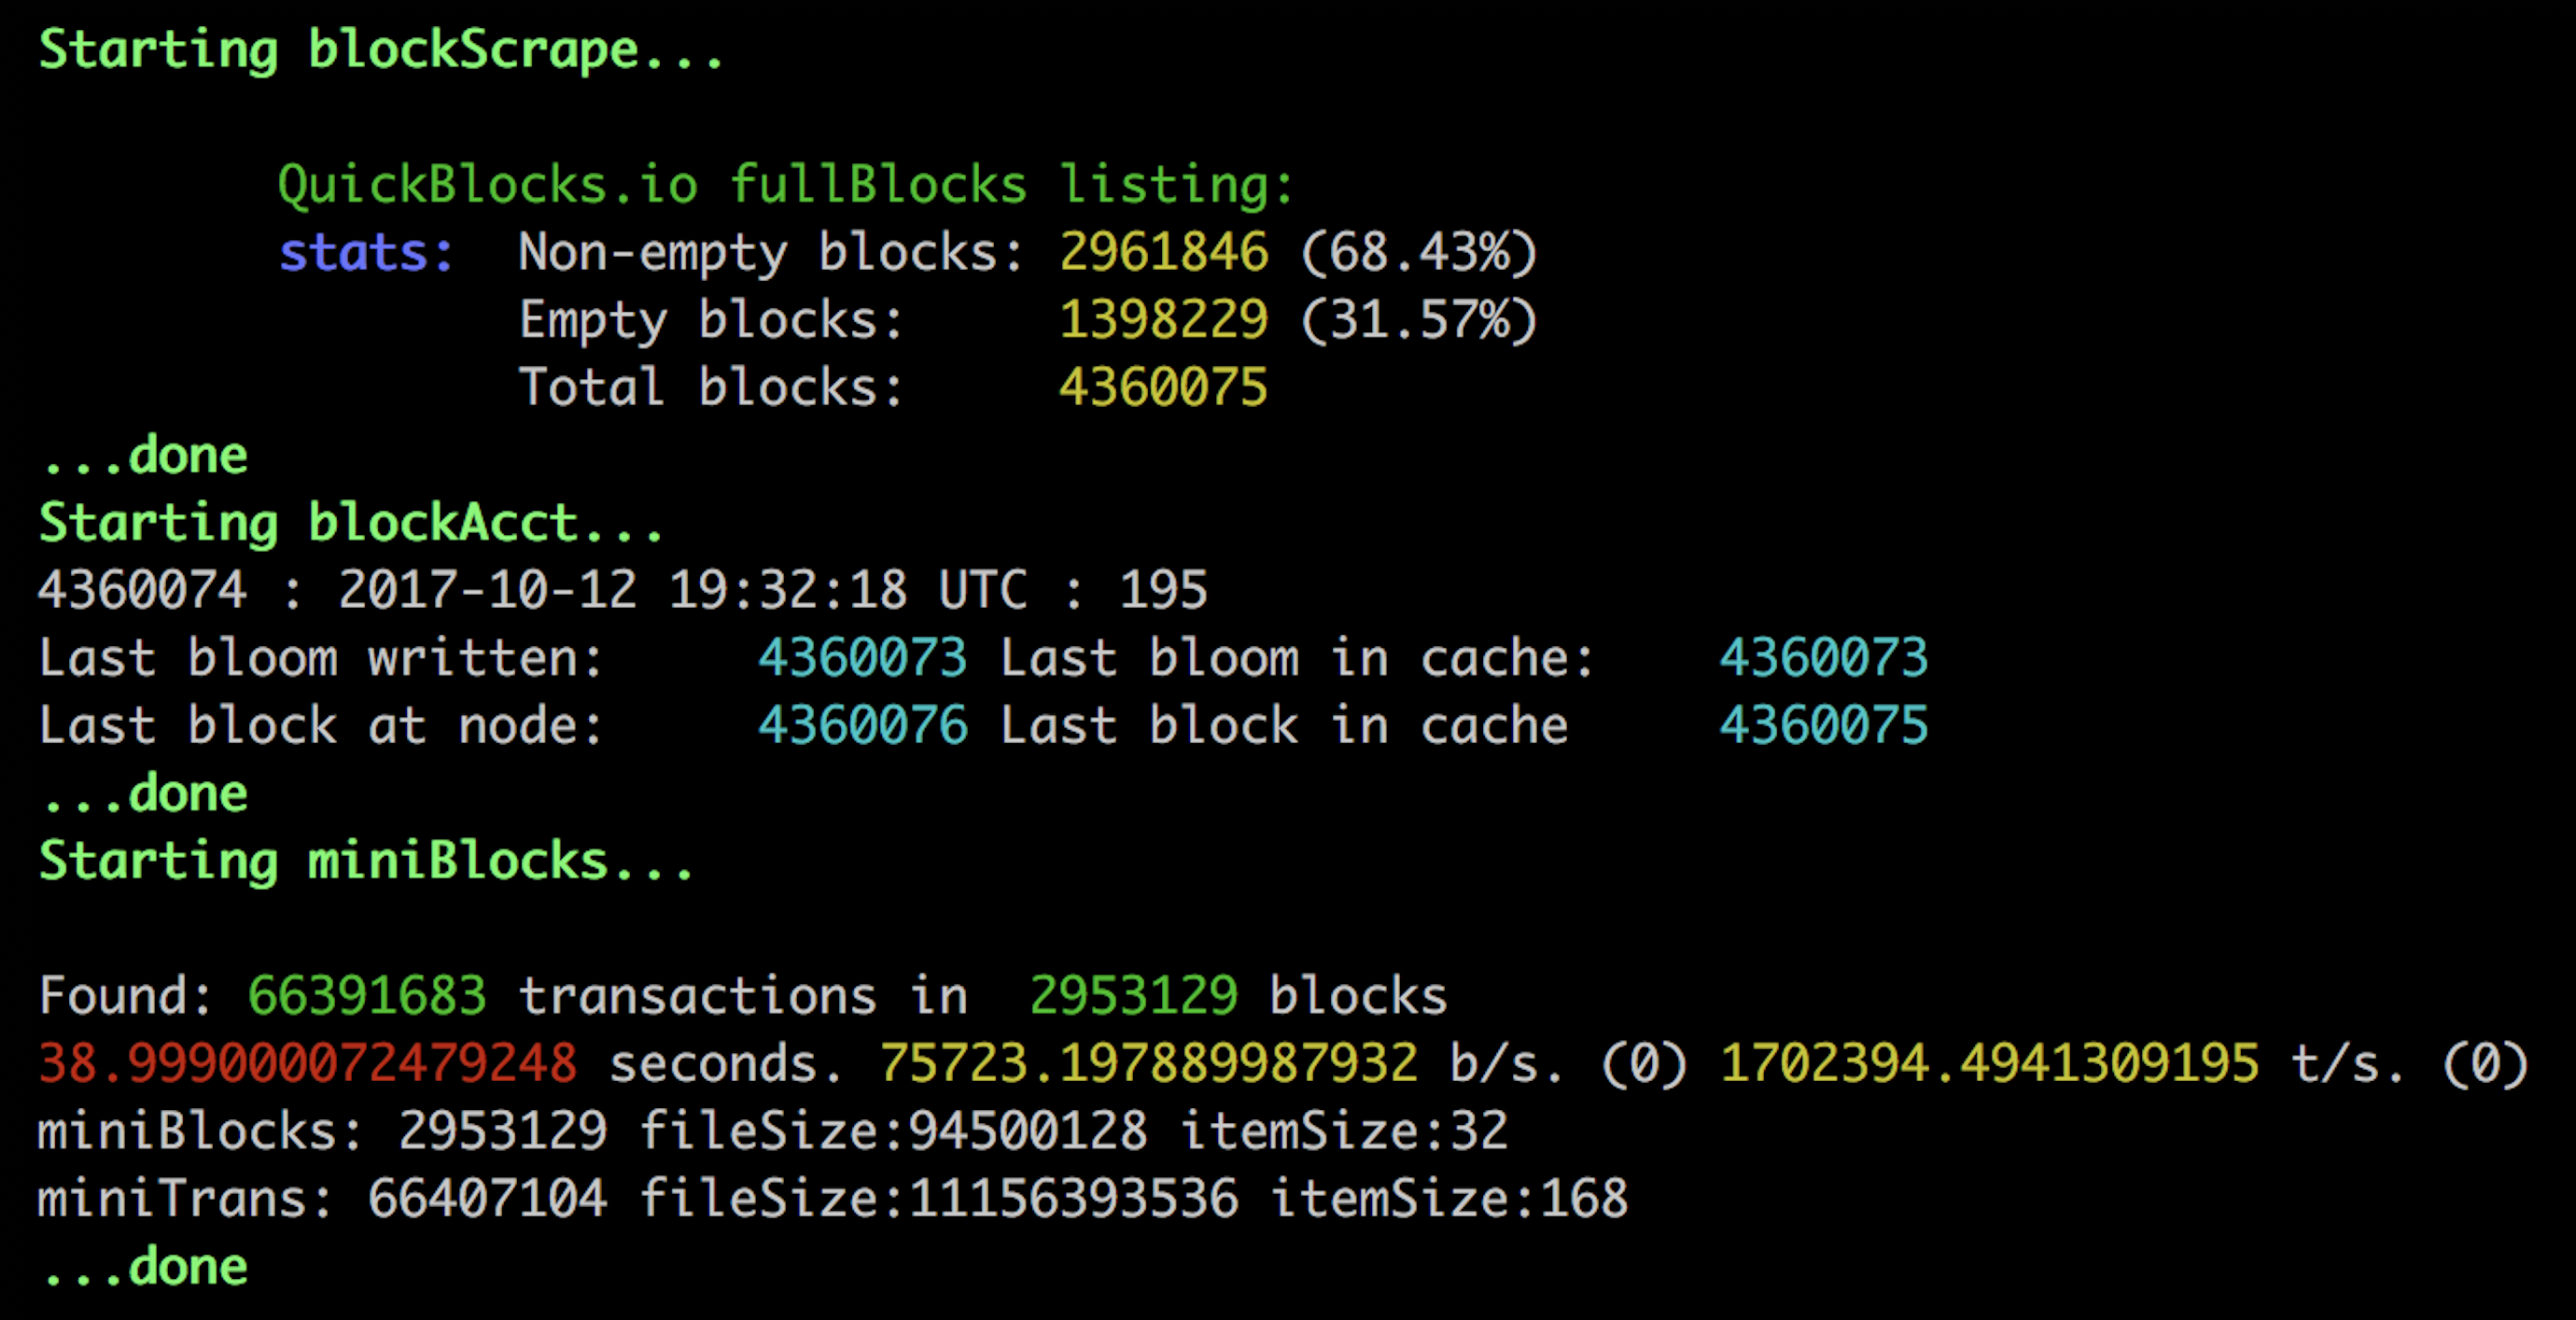 Starting blockScrape...
QuickBlocks.io fullBlocks listing:
stats: Non-empty blocks: 2961846 (68.43%)
Empty blocks: 1398229 (31.57%)
Total blocks: 4360075
...done
Starting blockAcct...
4360074 : 2017-10-12 19:32:18 UTC : 195
Last bloom written: 4360073 Last bloom in cache: 4360073
Last block at node: 4360076 Last block in cache 4360075
...done
Starting miniBlocks...
Found: 66391683 transactions in 2953129 blocks
38.999000072479248 seconds. 75723.197889987932 b/s. (0) 1702394.4941309195 t/s. (0)
miniBlocks: 2953129 fileSize:94500128 itemSize:32
miniTrans: 66407104 fileSize:11156393536 itemSize:168
...done